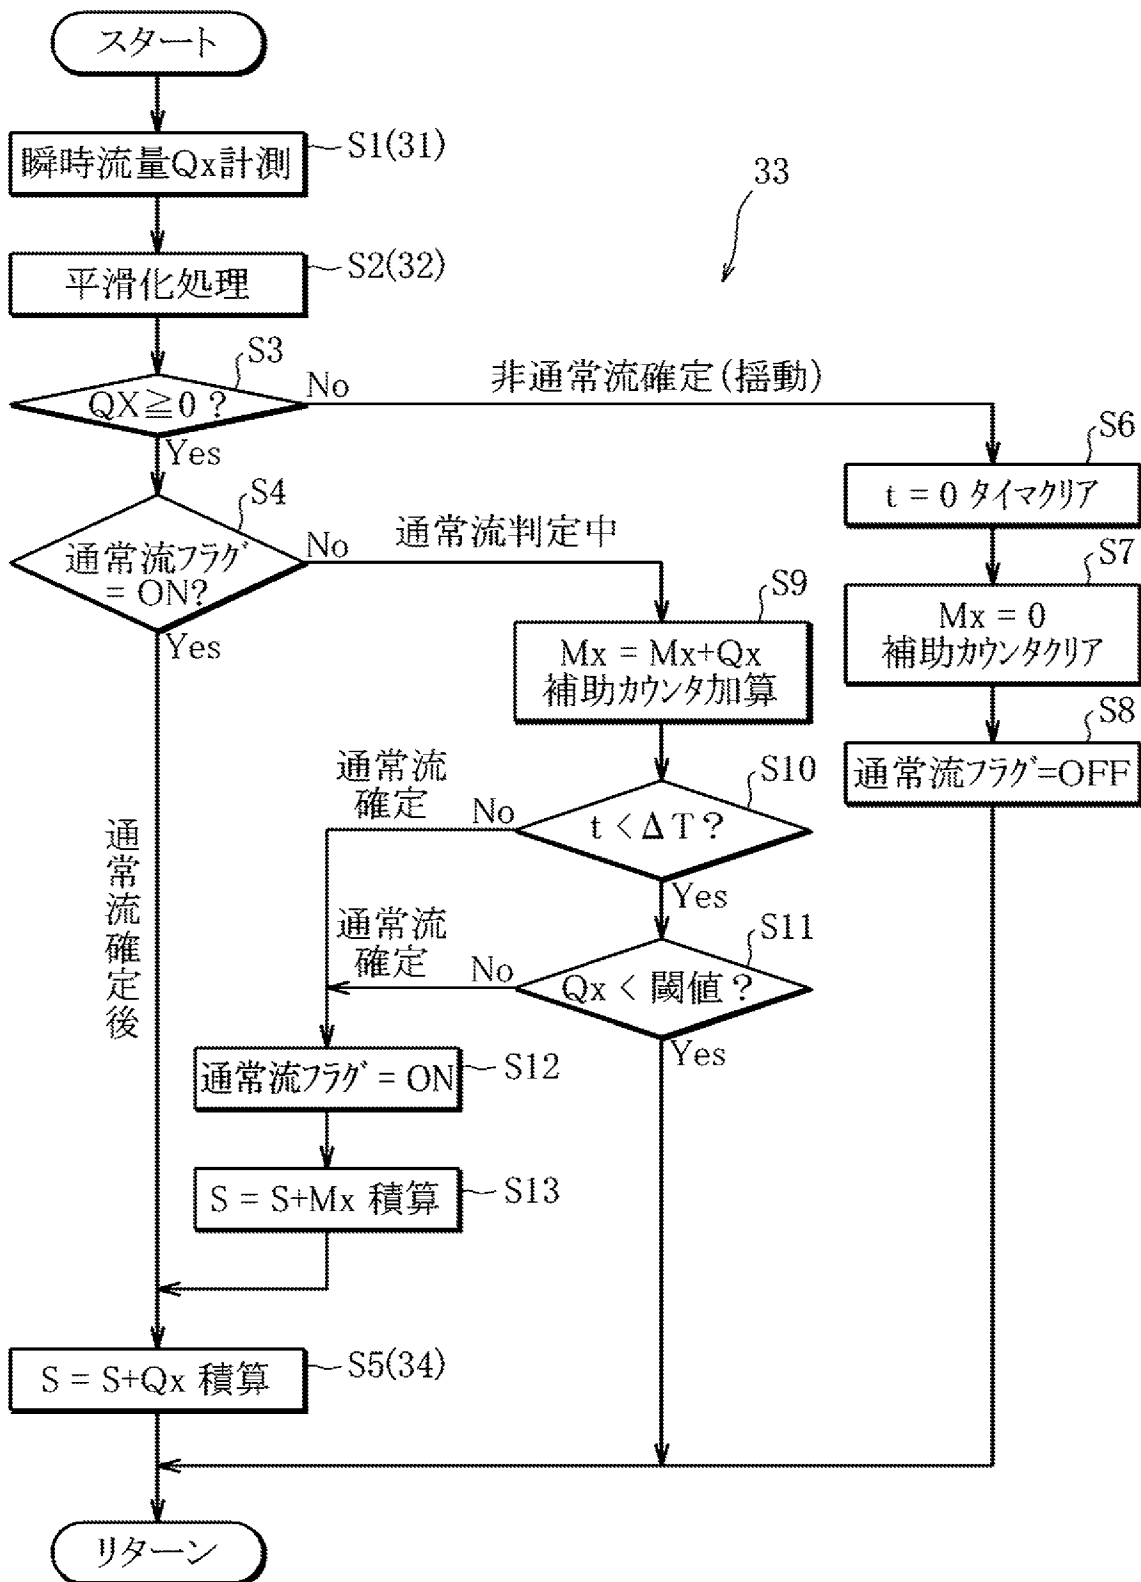 スタート
瞬時流量Qx計測
S1(31)
33
平滑化処理
S2(32)
S3
QX≧0?
No
非通常流確定(揺動)
Yes
S6
t = 0 タイマクリア
S4
通常流フラグ
= ON?
No
通常流判定中
Yes
S7
Mx = 0
補助カウンタクリア
S9
Mx = Mx+Qx
補助カウンタ加算
S8
通常流フラグ=OFF
通常流
確定
No
S10
t < ΔT?
Yes
通常流確定後
通常流
確定
No
S11
Qx < 閾値?
Yes
通常流フラグ = ON
S12
S = S+Mx 積算
S13
S = S+Qx 積算
S5(34)
リターン